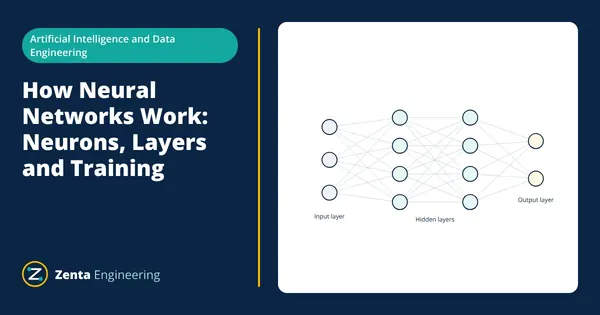 Artificial Intelligence and Data
Engineering
How Neural
Networks Work:
Neurons, Layers
and Training
Zenta Engineering
Input layer
Hidden layers
Output layer